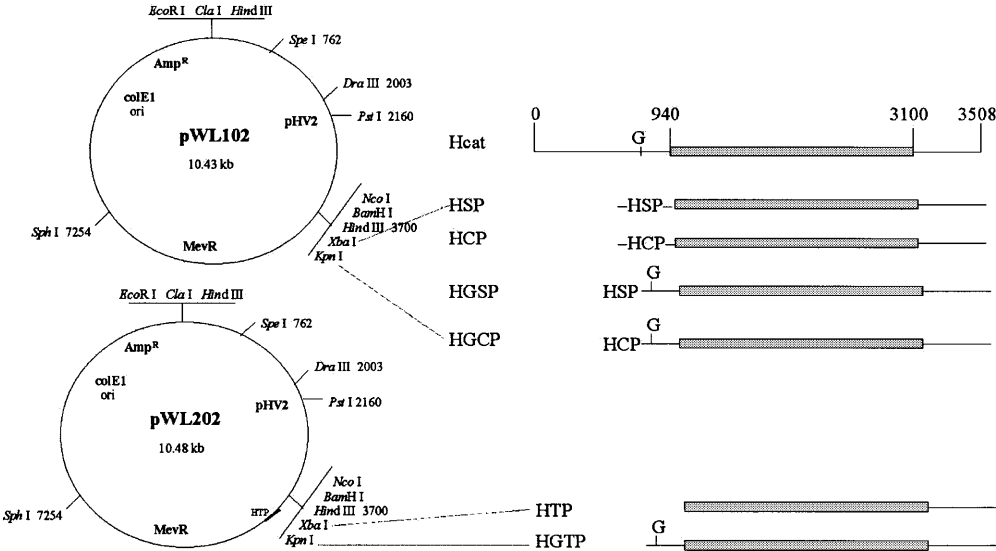 EcoR I ClaI Hind III
Spe I 762
Amp^R
Dra III 2003
colE1
ori
pHV2
Pst I 2160
pWL102
10.43 kb
Nco I
BamH I
Hind III 3700
Xba I
Kpn I
Sph I 7254
MevR
EcoR I Cla I Hind III
Spe I 762
Amp^R
Dra III 2003
colE1
ori
pHV2
Pst I 2160
pWL202
10.48 kb
Nco I
BamH I
Hind III 3700
HTP
Xba I
Kpn I
Sph I 7254
MevR
0 940 3100 3508
Hcat G
HSP -HSP-
HCP -HCP-
HGSP HSP G
HGCP HCP G
HTP
HGTP G